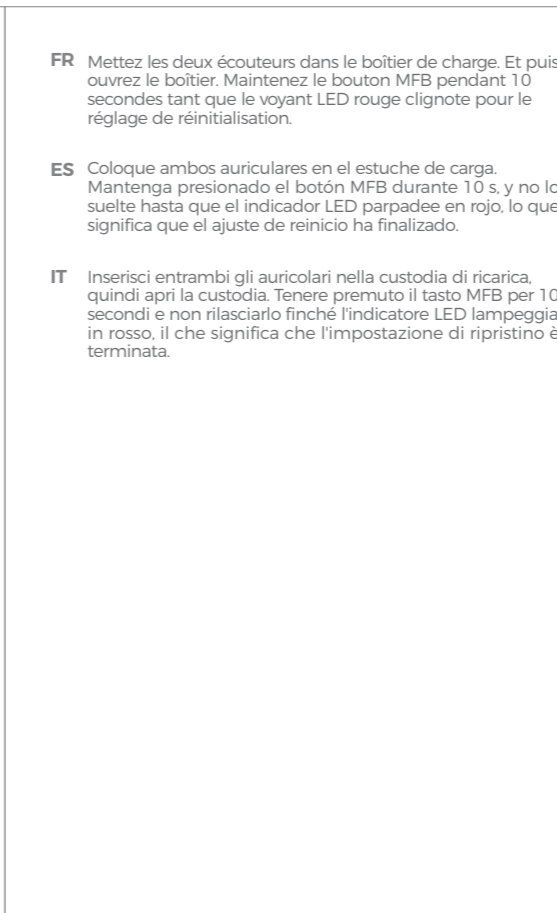 FR Mettez les deux écouteurs dans le boîtier de charge. Et puis
ouvrez le boîtier. Maintenez le bouton MFB pendant 10
secondes tant que le voyant LED rouge clignote pour le
réglage de réinitialisation.
ES Coloque ambos auriculares en el estuche de carga.
Mantenga presionado el botón MFB durante 10 s, y no lo
suelte hasta que el indicador LED parpadee en rojo, lo que
significa que el ajuste de reinicio ha finalizado.
IT Inserisci entrambi gli auricolari nella custodia di ricarica,
quindi apri la custodia. Tenere premuto il tasto MFB per 10
secondi e non rilasciarlo finché l'indicatore LED lampeggia
in rosso, il che significa che l'impostazione di ripristino è
terminata.